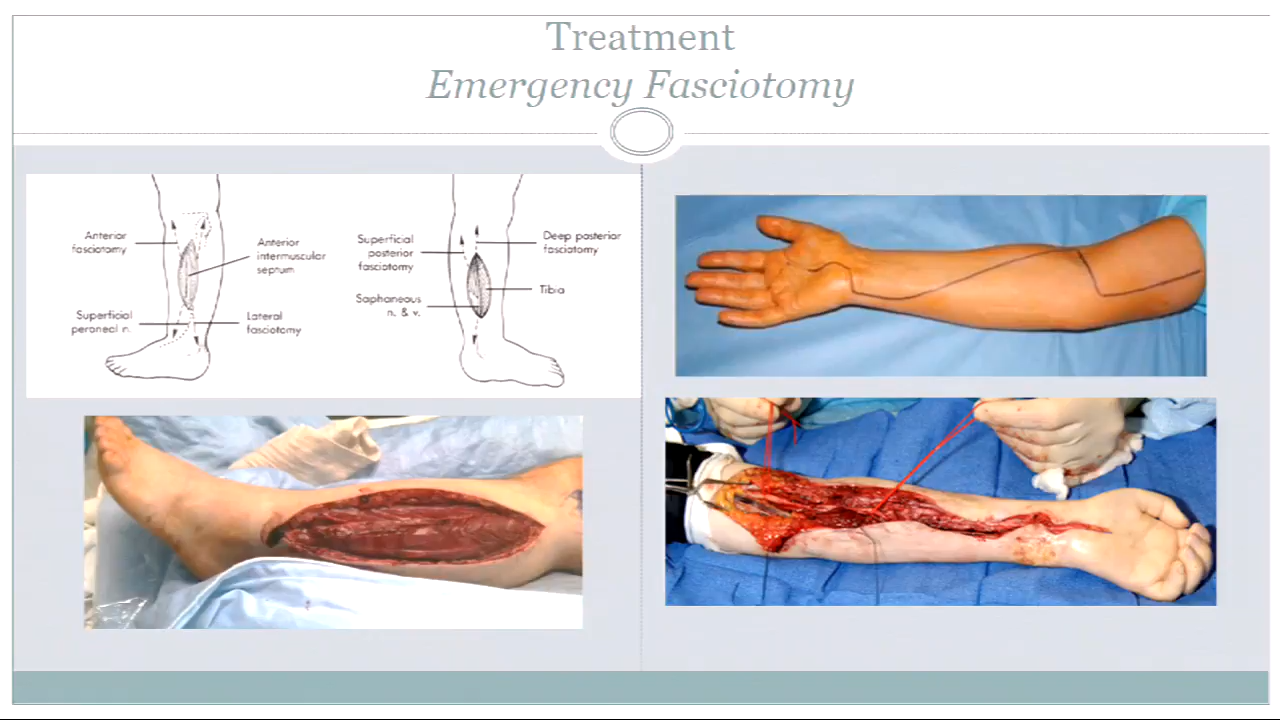 Treatment
Emergency Fasciotomy
Anterior
fasciotomy
Anterior
intermuscular
septum
Superficial
peroneal n.
Lateral
fasciotomy
Superficial
posterior
fasciotomy
Deep posterior
fasciotomy
Saphaneous
n. & v.
Tibia